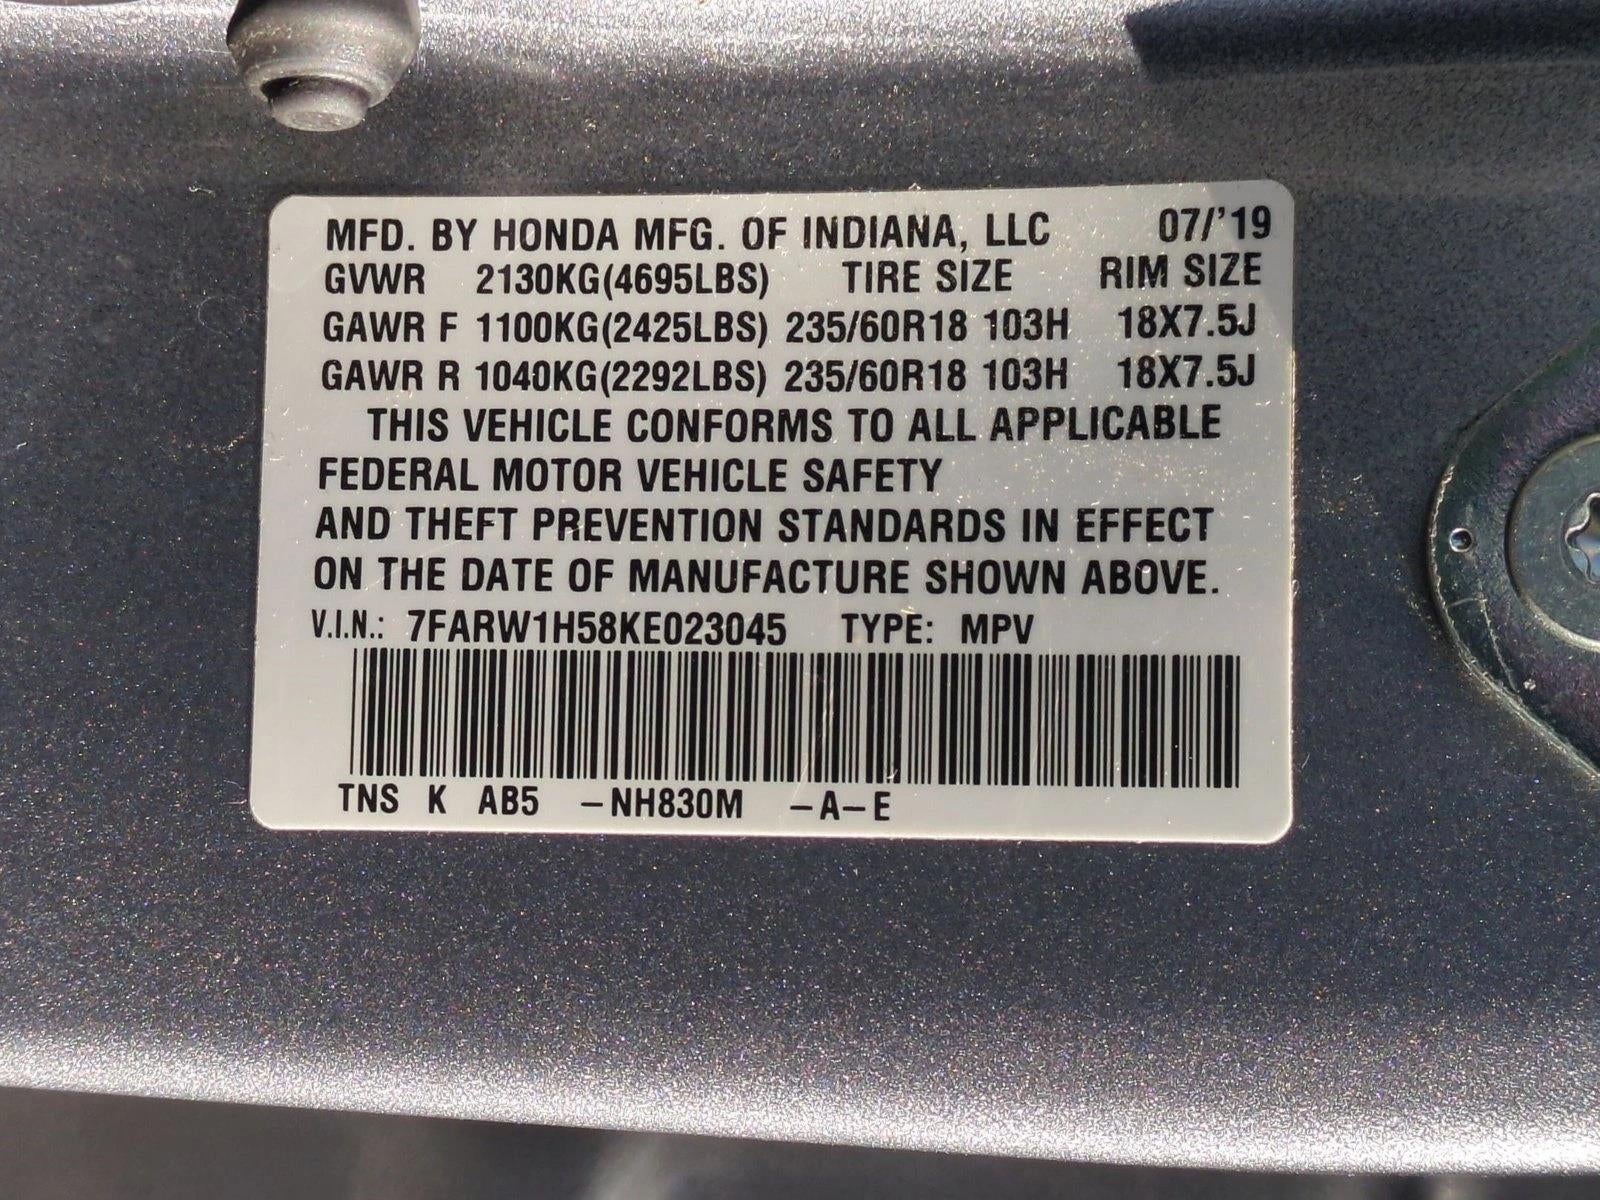 MFD. BY HONDA MFG. OF INDIANA, LLC 07/'19
GVWR 2130KG(4695LBS) TIRE SIZE RIM SIZE
GAWR F 1100KG(2425LBS) 235/60R18 103H 18X7.5J
GAWR R 1040KG(2292LBS) 235/60R18 103H 18X7.5J
THIS VEHICLE CONFORMS TO ALL APPLICABLE
FEDERAL MOTOR VEHICLE SAFETY
AND THEFT PREVENTION STANDARDS IN EFFECT
ON THE DATE OF MANUFACTURE SHOWN ABOVE.
V.I.N.: 7FARW1H58KE023045 TYPE: MPV
TNS K AB5 –NH830M –A–E